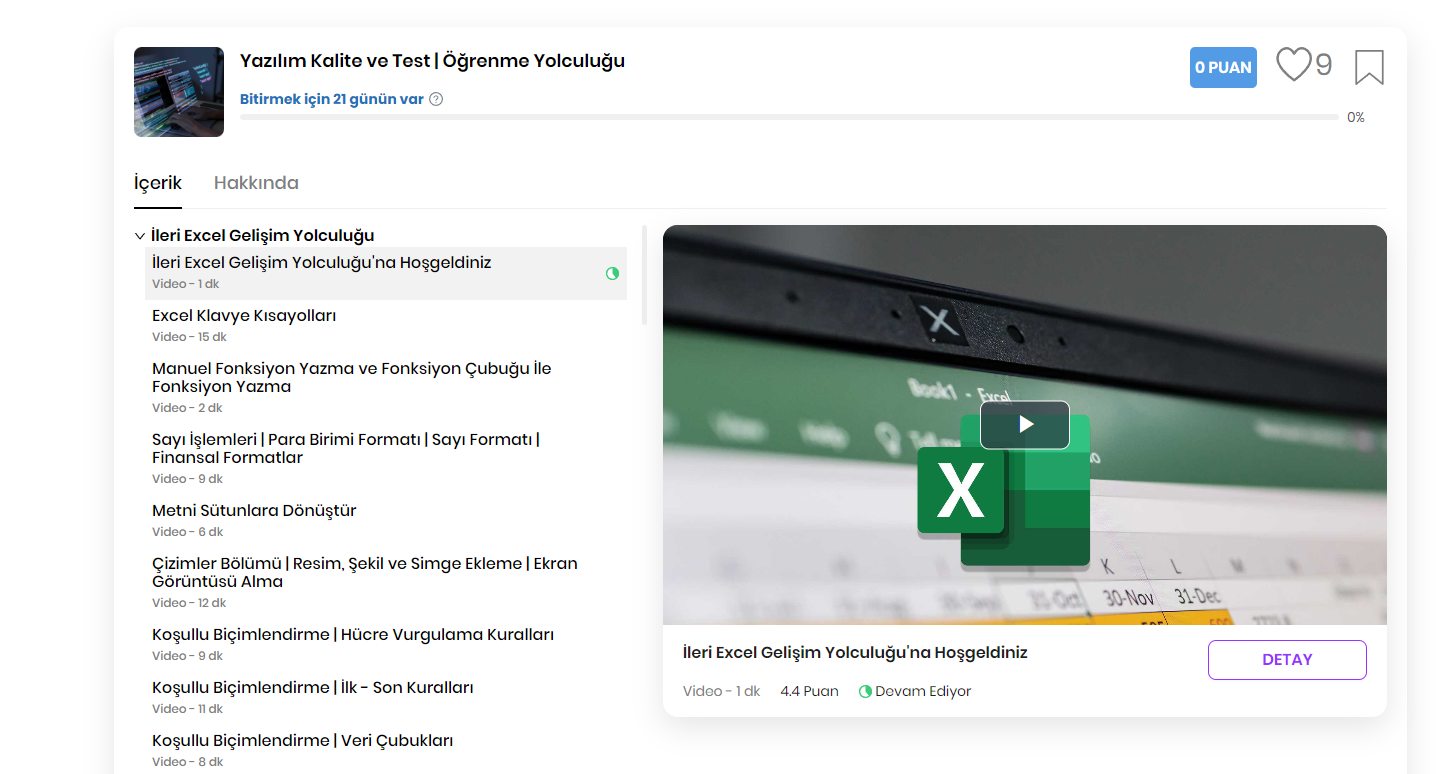 Yazılım Kalite ve Test | Öğrenme Yolculuğu
0 PUAN
9
Bitirmek için 21 günün var
0%
İçerik
Hakkında
İleri Excel Gelişim Yolculuğu
İleri Excel Gelişim Yolculuğu'na Hoşgeldiniz
Video - 1 dk
Excel Klavye Kısayolları
Video - 15 dk
Manuel Fonksiyon Yazma ve Fonksiyon Çubuğu İle
Fonksiyon Yazma
Video - 2 dk
Sayı İşlemleri | Para Birimi Formatı | Sayı Formatı |
Finansal Formatlar
Video - 9 dk
Metni Sütunlara Dönüştür
Video - 6 dk
Çizimler Bölümü | Resim, Şekil ve Simge Ekleme | Ekran
Görüntüsü Alma
Video - 12 dk
Koşullu Biçimlendirme | Hücre Vurgulama Kuralları
Video - 9 dk
Koşullu Biçimlendirme | İlk - Son Kuralları
Video - 11 dk
Koşullu Biçimlendirme | Veri Çubukları
Video - 8 dk
Book1 - Excel
X
K L M
31-Oct 30-Nov 31-Dec
İleri Excel Gelişim Yolculuğu'na Hoşgeldiniz
DETAY
Video - 1 dk
4.4 Puan
Devam Ediyor